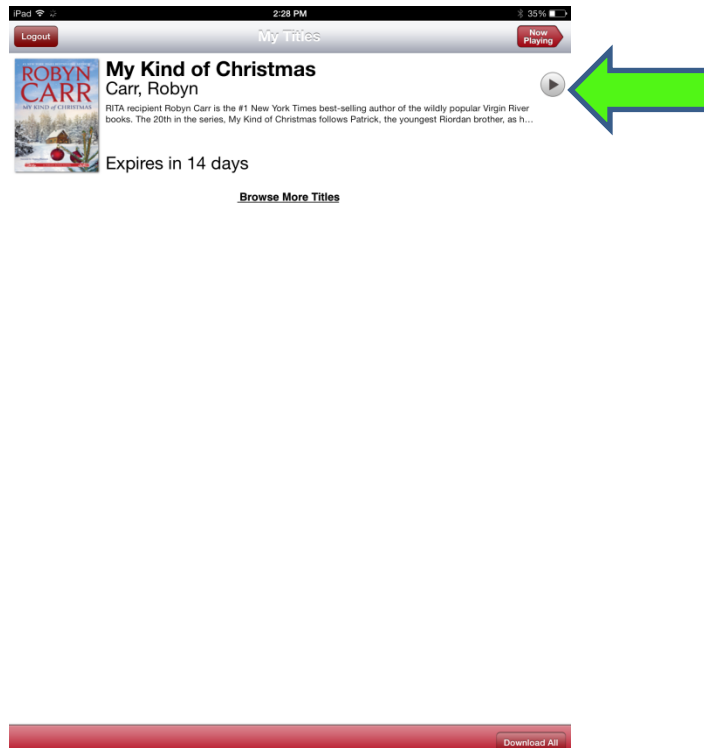 iPad
2:28 PM
35%
Logout
My Titles
Now Playing
ROBYN
CARR
MY KIND OF CHRISTMAS
My Kind of Christmas
Carr, Robyn
RITA recipient Robyn Carr is the #1 New York Times best-selling author of the wildly popular Virgin River
books. The 20th in the series, My Kind of Christmas follows Patrick, the youngest Riordan brother, as h...
Expires in 14 days
Browse More Titles
Download All